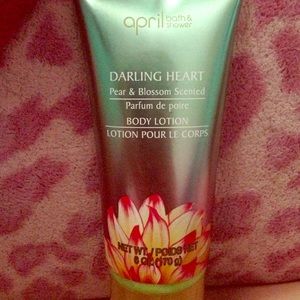 april bath & shower
DARLING HEART
Pear & Blossom Scented
Parfum de poire
BODY LOTION
LOTION POUR LE CORPS
NET WT. / POIDS NET
6 OZ. (170 g)